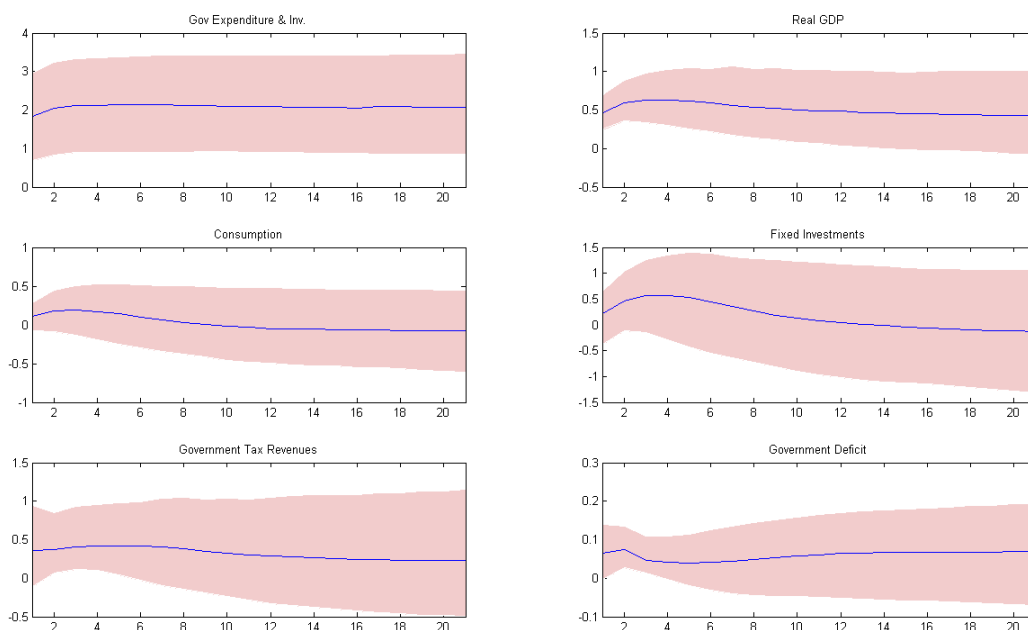 Gov Expenditure & Inv.
4
3
2
1
0
2 4 6 8 10 12 14 16 18 20
Real GDP
1.5
1
0.5
0
-0.5
2 4 6 8 10 12 14 16 18 20
Consumption
1
0.5
0
-0.5
-1
2 4 6 8 10 12 14 16 18 20
Fixed Investments
1.5
1
0.5
0
-0.5
-1
-1.5
2 4 6 8 10 12 14 16 18 20
Government Tax Revenues
1.5
1
0.5
0
-0.5
2 4 6 8 10 12 14 16 18 20
Government Deficit
0.3
0.2
0.1
0
-0.1
2 4 6 8 10 12 14 16 18 20